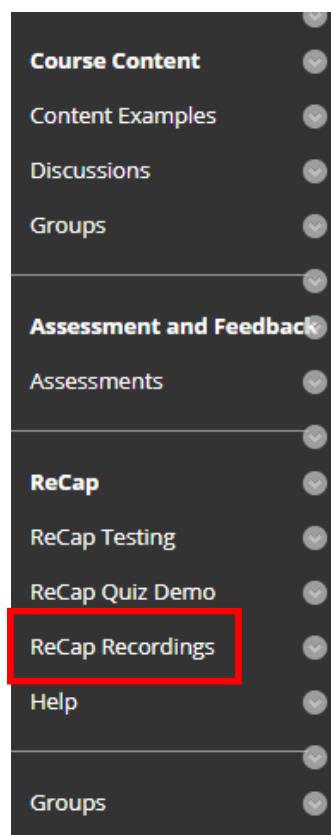 Course Content
Content Examples
Discussions
Groups
Assessment and Feedback
Assessments
ReCap
ReCap Testing
ReCap Quiz Demo
ReCap Recordings
Help
Groups